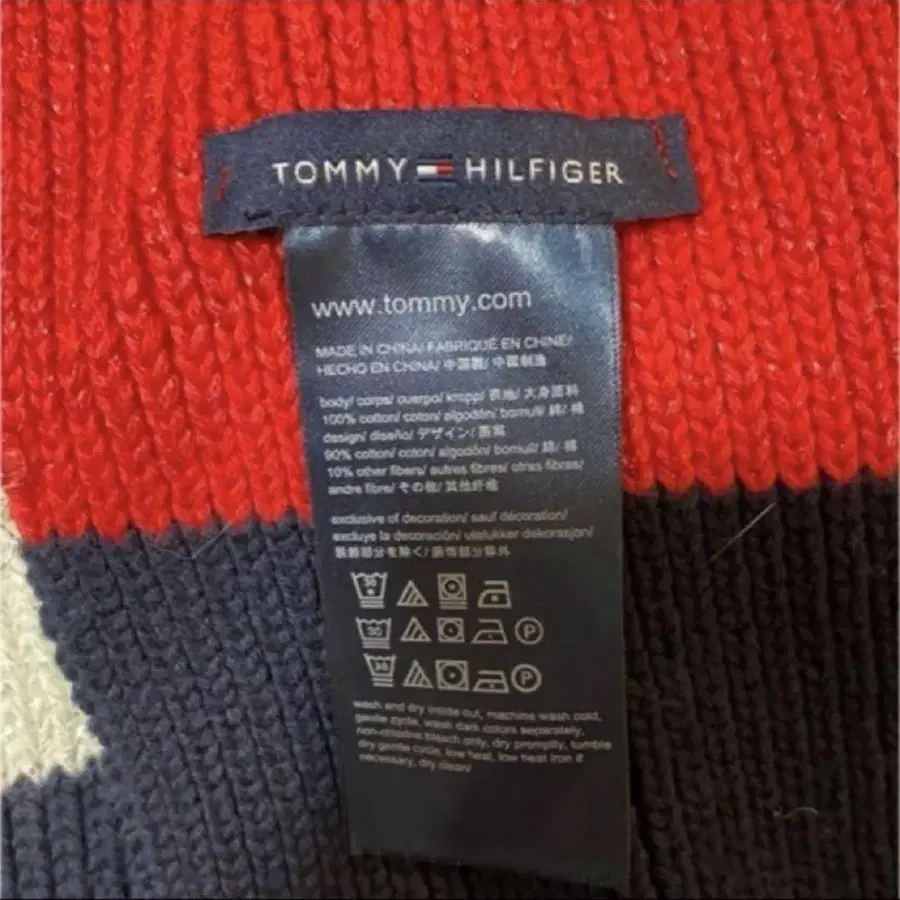 TOMMY HILFIGER
www.tommy.com
MADE IN CHINA/ FABRIQUÉ EN CHINE/
HECHO EN CHINA/ 中国製/ 中國製造
body/ corps/ cuerpo/ kropp/ 表地/ 大身面料
100% cotton/ coton/ algodón/ bomull/ 綿/ 棉
design/ diseño/ デザイン/ 图案
90% cotton/ coton/ algodón/ bomull/ 綿/ 棉
10% other fibers/ autres fibres/ otras fibras/
andre fibre/ その他/ 其他纤维
exclusive of decoration/ sauf décoration/
excluye la decoración/ dekorasjon/
装飾部分を除く/ 装饰部分除外
30
30 P
30 P
wash and dry inside out, machine wash cold,
gentle cycle, wash dark colors separately,
non-chlorine bleach only, dry promptly, tumble
dry gentle cycle, low heat, low heat iron if
necessary, dry clean/